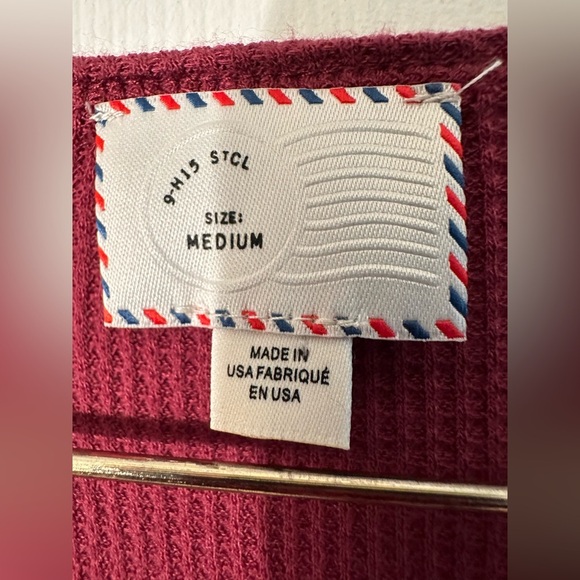 9-H15 STCL
SIZE:
MEDIUM
MADE IN
USA FABRIQUÉ
EN USA